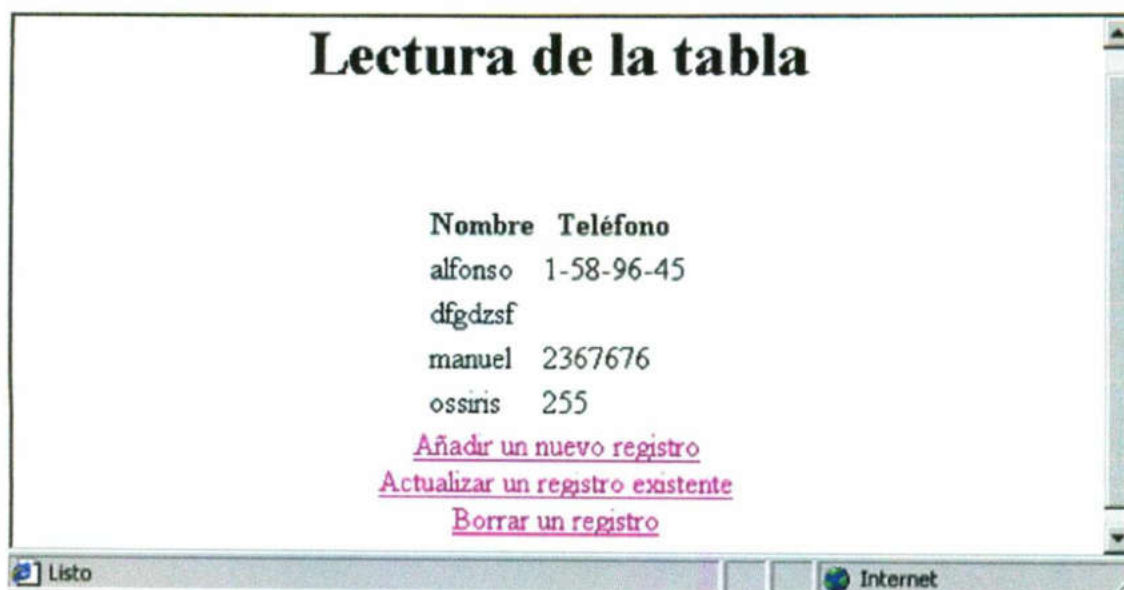 Lectura de la tabla
Nombre Teléfono
alfonso 1-58-96-45
dfgdzsf
manuel 2367676
ossiris 255
Añadir un nuevo registro
Actualizar un registro existente
Borrar un registro
Listo Internet